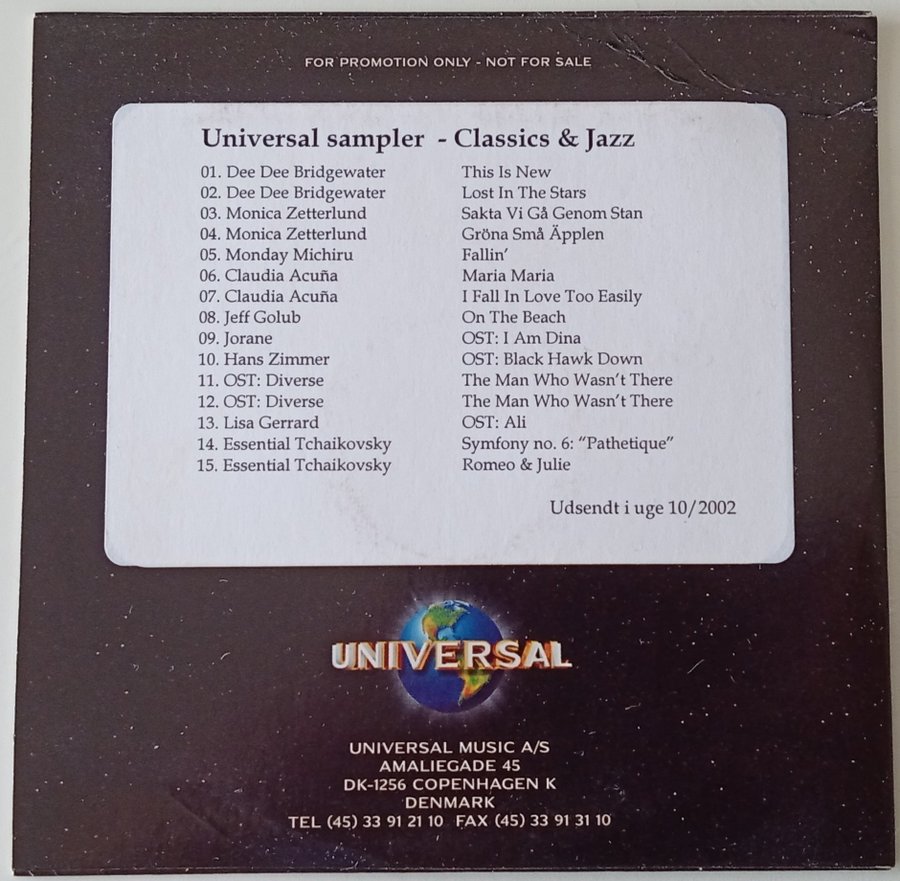 FOR PROMOTION ONLY - NOT FOR SALE
Universal sampler - Classics & Jazz
01. Dee Dee Bridgewater This Is New
02. Dee Dee Bridgewater Lost In The Stars
03. Monica Zetterlund Sakta Vi Gå Genom Stan
04. Monica Zetterlund Gröna Små Äpplen
05. Monday Michiru Fallin'
06. Claudia Acuña Maria Maria
07. Claudia Acuña I Fall In Love Too Easily
08. Jeff Golub On The Beach
09. Jorane OST: I Am Dina
10. Hans Zimmer OST: Black Hawk Down
11. OST: Diverse The Man Who Wasn't There
12. OST: Diverse The Man Who Wasn't There
13. Lisa Gerrard OST: Ali
14. Essential Tchaikovsky Symfony no. 6: "Pathetique"
15. Essential Tchaikovsky Romeo & Julie
Udsendt i uge 10/2002
UNIVERSAL
UNIVERSAL MUSIC A/S
AMALIEGADE 45
DK-1256 COPENHAGEN K
DENMARK
TEL (45) 33 91 21 10 FAX (45) 33 91 31 10